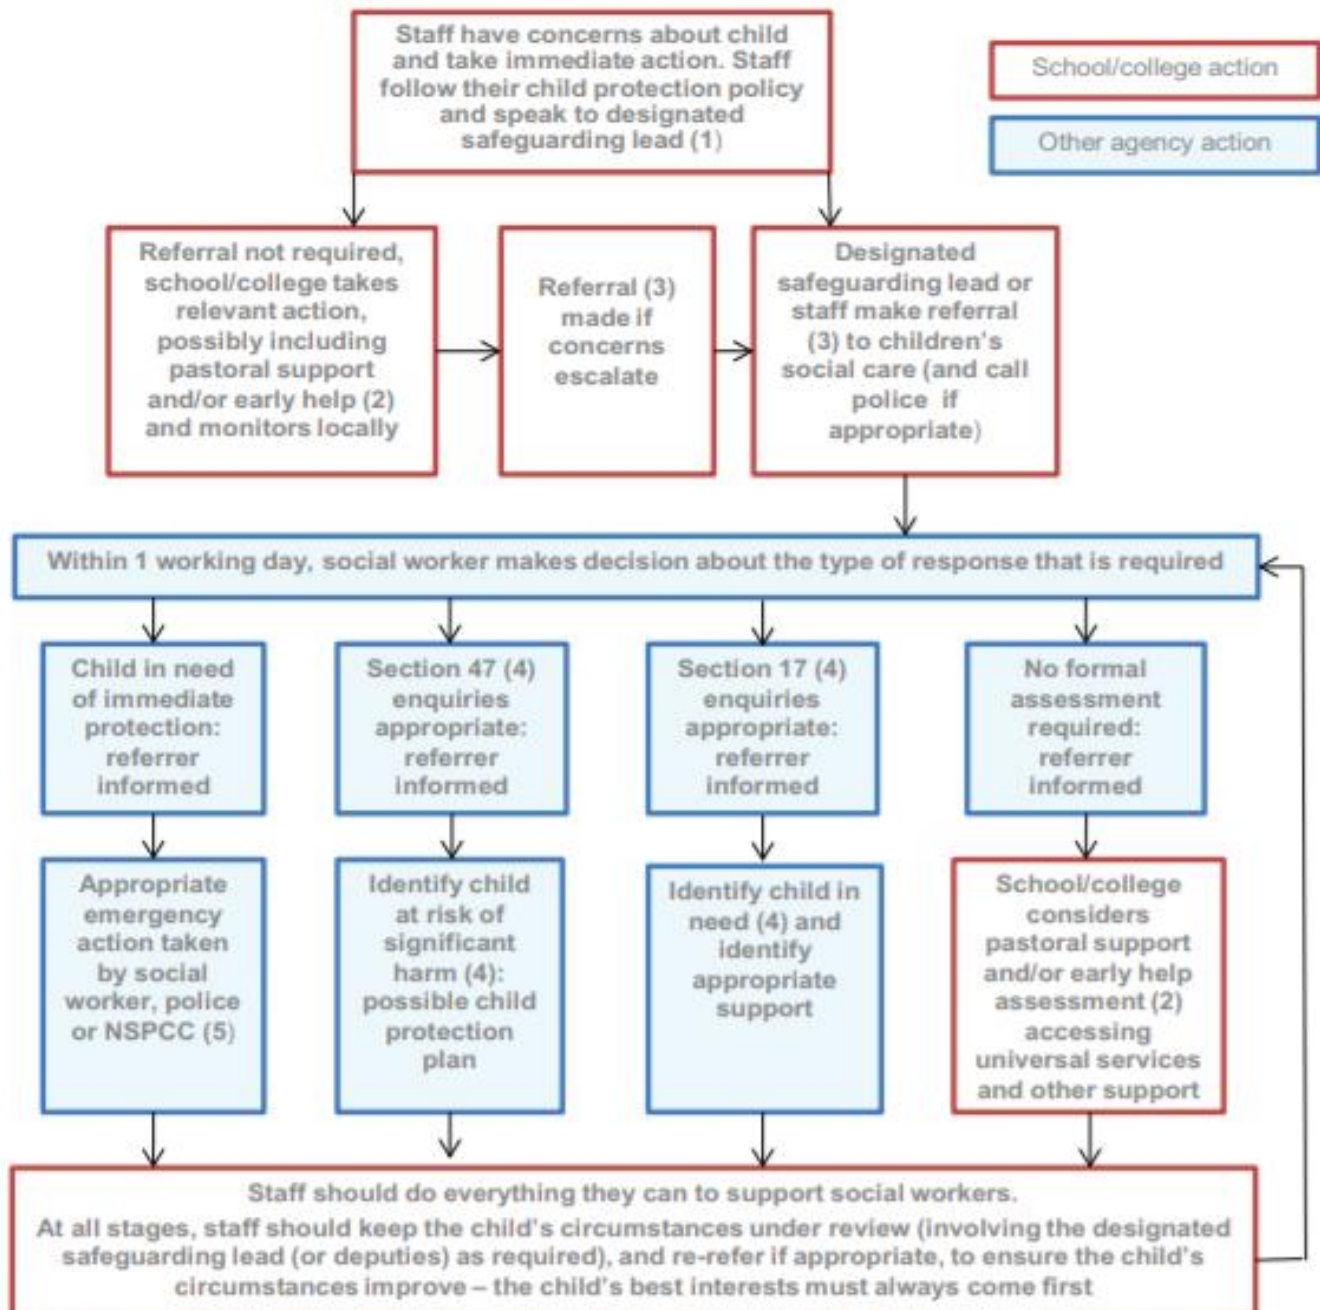 Staff have concerns about child
and take immediate action. Staff
follow their child protection policy
and speak to designated
safeguarding lead (1)
School/college action
Other agency action
Referral not required,
school/college takes
relevant action,
possibly including
pastoral support
and/or early help (2)
and monitors locally
Referral (3)
made if
concerns
escalate
Designated
safeguarding lead or
staff make referral
(3) to children's
social care (and call
police if
appropriate)
Within 1 working day, social worker makes decision about the type of response that is required
Child in need
of immediate
protection:
referrer
informed
Section 47 (4)
enquiries
appropriate:
referrer
informed
Section 17 (4)
enquiries
appropriate:
referrer
informed
No formal
assessment
required:
referrer
informed
Appropriate
emergency
action taken
by social
worker, police
or NSPCC (5)
Identify child
at risk of
significant
harm (4):
possible child
protection
plan
Identify child in
need (4) and
identify
appropriate
support
School/college
considers
pastoral support
and/or early help
assessment (2)
accessing
universal services
and other support
Staff should do everything they can to support social workers.
At all stages, staff should keep the child's circumstances under review (involving the designated
safeguarding lead (or deputies) as required), and re-refer if appropriate, to ensure the child's
circumstances improve – the child's best interests must always come first